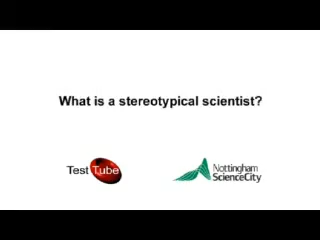 What is a stereotypical scientist?
Test Tube
Nottingham
ScienceCity